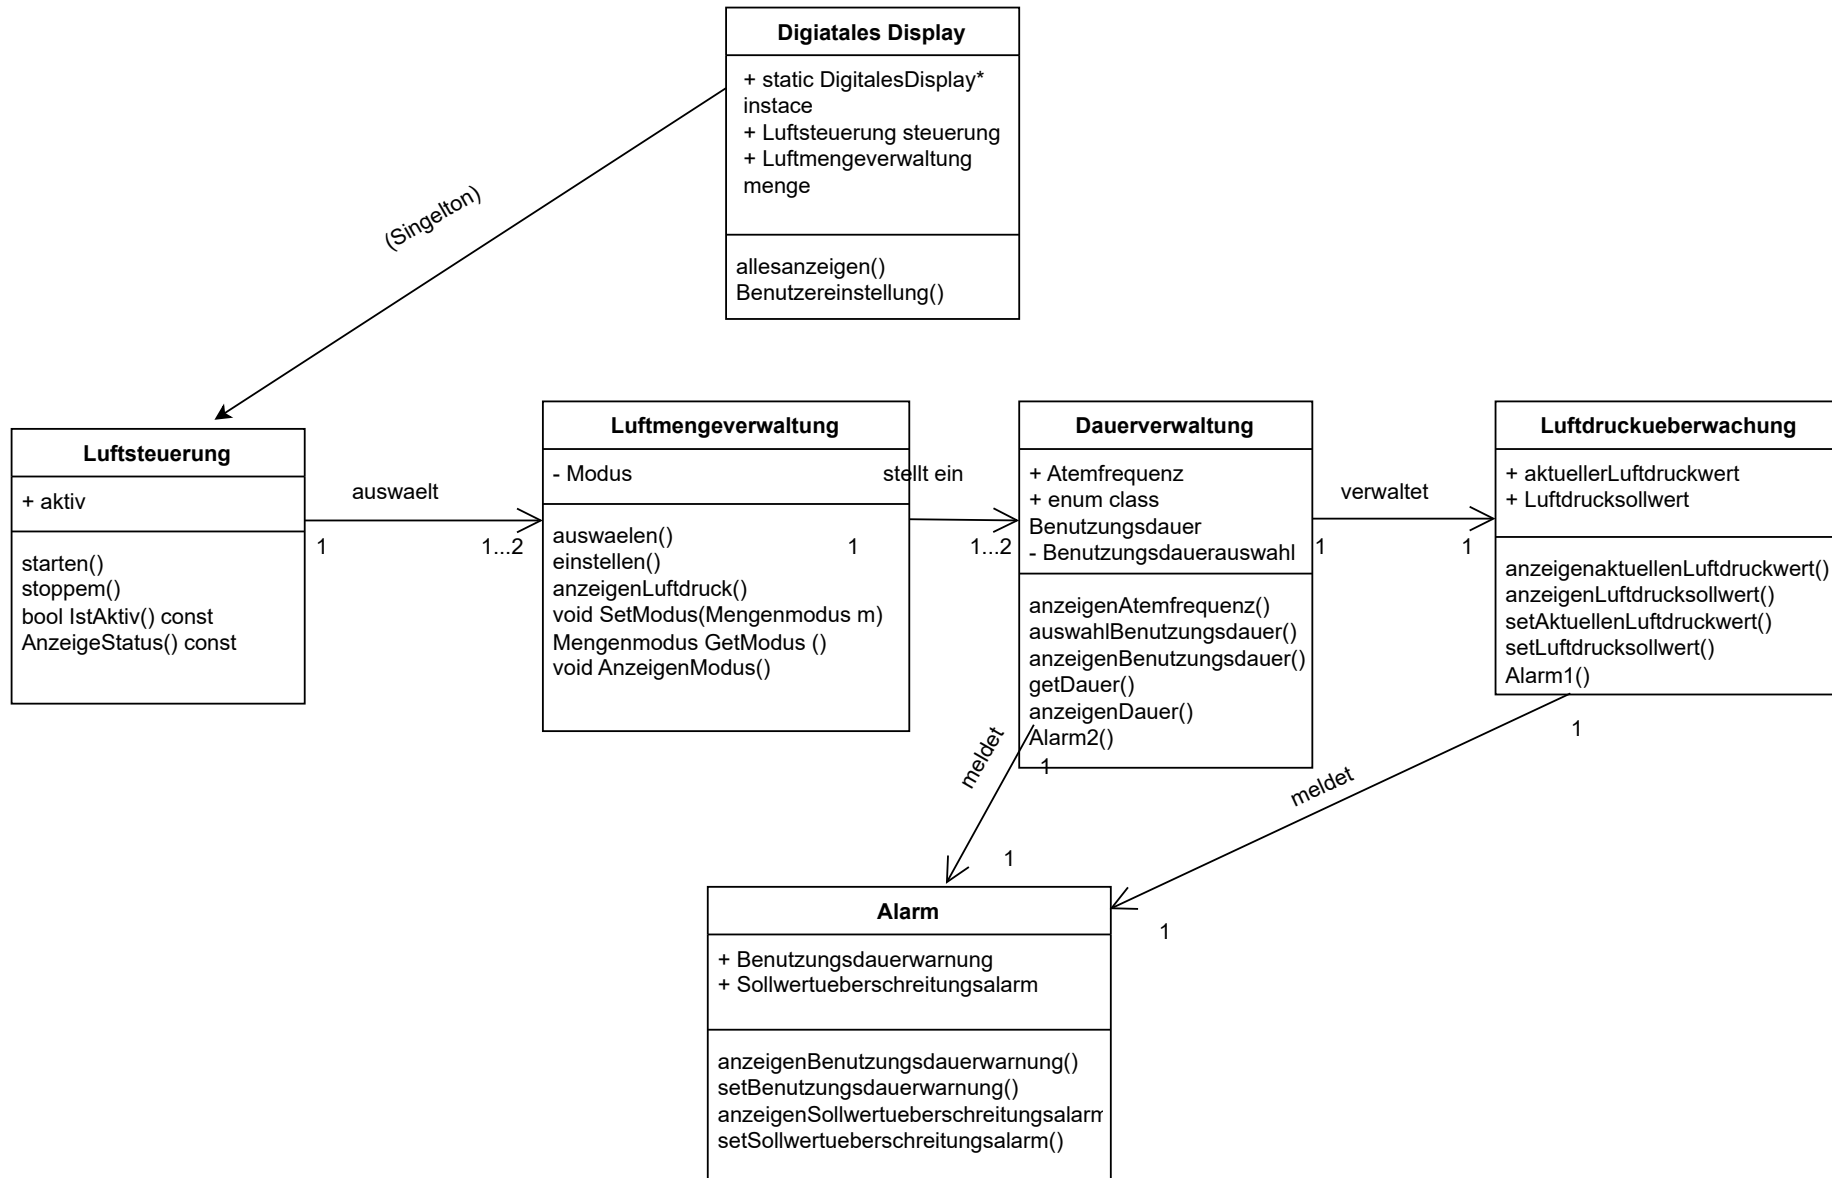 Digiatales Display
+ static DigitalesDisplay*
instace
+ Luftsteuerung steuerung
+ Luftmengeverwaltung
menge
allesanzeigen()
Benutzereinstellung()
(Singelton)
Luftsteuerung
+ aktiv
starten()
stoppem()
bool IstAktiv() const
AnzeigeStatus() const
auswaelt
1
1...2
Luftmengeverwaltung
- Modus
auswaelen()
einstellen()
anzeigenLuftdruck()
void SetModus(Mengenmodus m)
Mengenmodus GetModus ()
void AnzeigenModus()
stellt ein
1
1...2
Dauerverwaltung
+ Atemfrequenz
+ enum class
Benutzungsdauer
- Benutzungsdauerauswahl
anzeigenAtemfrequenz()
auswahlBenutzungsdauer()
anzeigenBenutzungsdauer()
getDauer()
anzeigenDauer()
Alarm2()
verwaltet
1
1
Luftdruckueberwachung
+ aktuellerLuftdruckwert
+ Luftdrucksollwert
anzeigenaktuellenLuftdruckwert()
anzeigenLuftdrucksollwert()
setAktuellenLuftdruckwert()
setLuftdrucksollwert()
Alarm1()
meldet
1
1
meldet
1
1
Alarm
+ Benutzungsdauerwarnung
+ Sollwertueberschreitungsalarm
anzeigenBenutzungsdauerwarnung()
setBenutzungsdauerwarnung()
anzeigenSollwertueberschreitungsalarm
setSollwertueberschreitungsalarm()